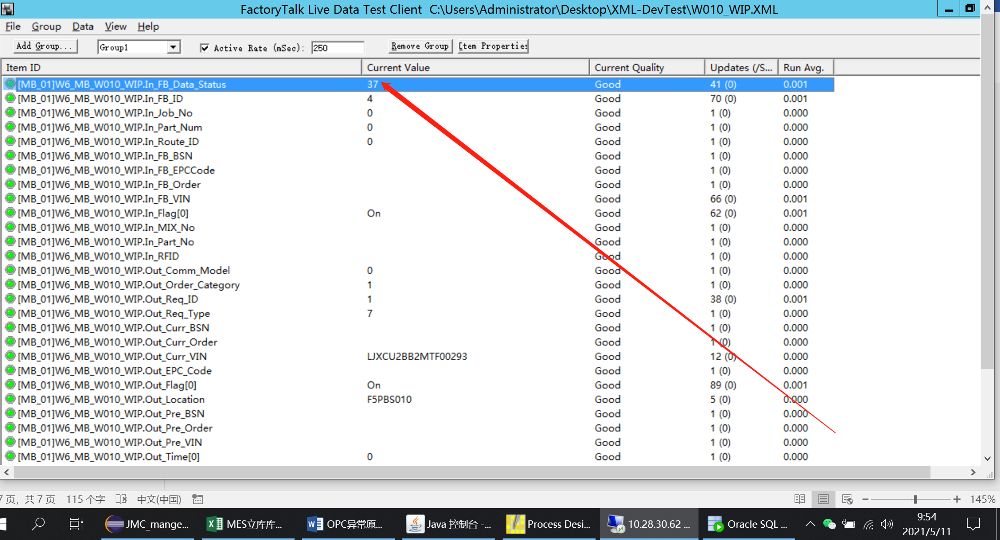 FactoryTalk Live Data Test Client  C:\Users\Administrator\Desktop\XML-DevTest\W010_WIP.XML
File Group Data View Help
Add Group... Group1 Active Rate (mSec): 250 Remove Group Item Properties
Item ID Current Value Current Quality Updates (/S... Run Avg.
[MB_01]W6_MB_W010_WIP.In_FB_Data_Status 37 Good 41 (0) 0.001
[MB_01]W6_MB_W010_WIP.In_FB_ID 4 Good 70 (0) 0.001
[MB_01]W6_MB_W010_WIP.In_Job_No 0 Good 1 (0) 0.000
[MB_01]W6_MB_W010_WIP.In_Part_Num 0 Good 1 (0) 0.000
[MB_01]W6_MB_W010_WIP.In_Route_ID 0 Good 1 (0) 0.000
[MB_01]W6_MB_W010_WIP.In_FB_BSN Good 1 (0) 0.000
[MB_01]W6_MB_W010_WIP.In_FB_EPCCode Good 1 (0) 0.000
[MB_01]W6_MB_W010_WIP.In_FB_Order Good 1 (0) 0.000
[MB_01]W6_MB_W010_WIP.In_FB_VIN Good 66 (0) 0.001
[MB_01]W6_MB_W010_WIP.In_Flag[0] On Good 62 (0) 0.001
[MB_01]W6_MB_W010_WIP.In_MIX_No Good 1 (0) 0.000
[MB_01]W6_MB_W010_WIP.In_Part_No Good 1 (0) 0.000
[MB_01]W6_MB_W010_WIP.In_RFID Good 1 (0) 0.000
[MB_01]W6_MB_W010_WIP.Out_Comm_Model 0 Good 1 (0) 0.000
[MB_01]W6_MB_W010_WIP.Out_Order_Category 1 Good 1 (0) 0.000
[MB_01]W6_MB_W010_WIP.Out_Req_ID 1 Good 38 (0) 0.001
[MB_01]W6_MB_W010_WIP.Out_Req_Type 7 Good 1 (0) 0.000
[MB_01]W6_MB_W010_WIP.Out_Curr_BSN Good 1 (0) 0.000
[MB_01]W6_MB_W010_WIP.Out_Curr_Order Good 1 (0) 0.000
[MB_01]W6_MB_W010_WIP.Out_Curr_VIN LJXCU2BB2MTF00293 Good 12 (0) 0.000
[MB_01]W6_MB_W010_WIP.Out_EPC_Code Good 1 (0) 0.000
[MB_01]W6_MB_W010_WIP.Out_Flag[0] On Good 89 (0) 0.001
[MB_01]W6_MB_W010_WIP.Out_Location F5PBS010 Good 5 (0) 0.000
[MB_01]W6_MB_W010_WIP.Out_Pre_BSN Good 1 (0) 0.000
[MB_01]W6_MB_W010_WIP.Out_Pre_Order Good 1 (0) 0.000
[MB_01]W6_MB_W010_WIP.Out_Pre_VIN Good 1 (0) 0.000
[MB_01]W6_MB_W010_WIP.Out_Time[0] 0 Good 1 (0) 0.000
7 页，共 7 页 115 个字 中文(中国) 145%
JMC_mange... MES立库库... OPC异常原... Java 控制台 -... Process Desi... 10.28.30.62 ... Oracle SQL ... 9:54
2021/5/11